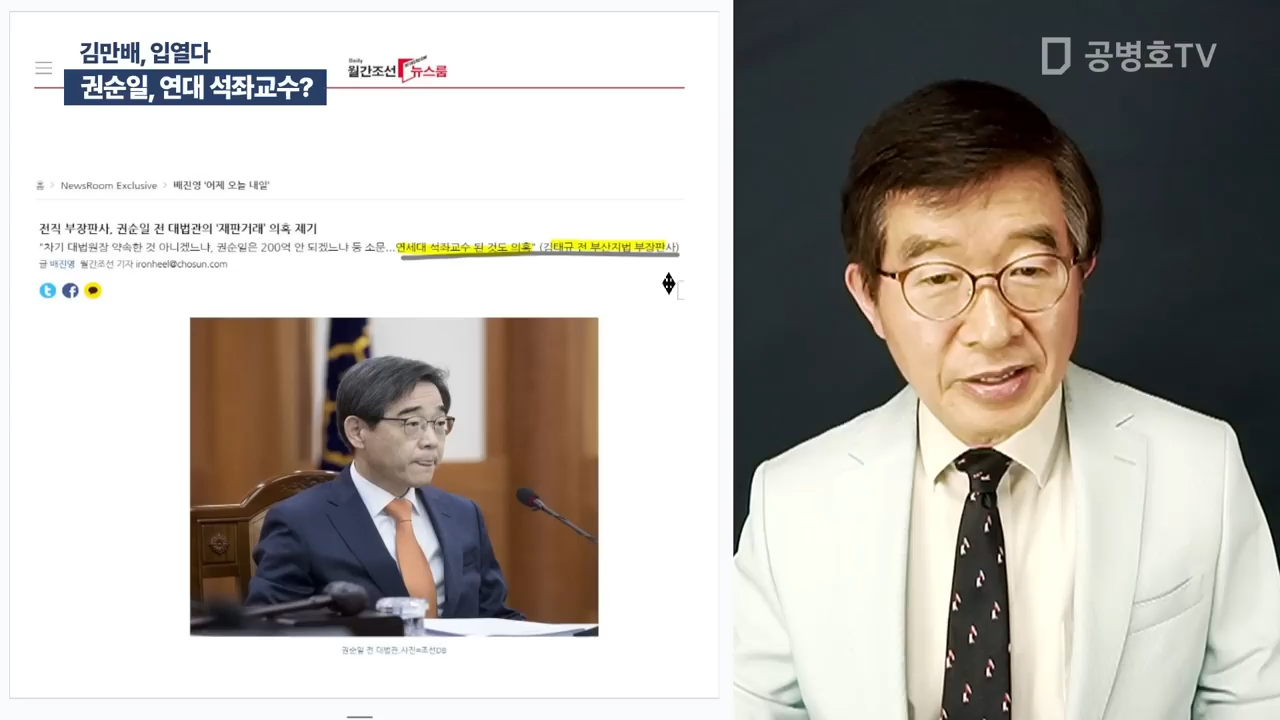 김만배, 입열다
권순일, 연대 석좌교수?
Daily
월간조선 뉴스룸
홈 > NewsRoom Exclusive > 배진영 '어제 오늘 내일'
전직 부장판사, 권순일 전 대법관의 '재판거래' 의혹 제기
"차기 대법원장 약속한 것 아니겠느냐, 권순일은 200억 안 되겠느냐 등 소문...연세대 석좌교수 된 것도 의혹" (김태규 전 부산지법 부장판사)
글 배진영 월간조선 기자 ironheel@chosun.com
권순일 전 대법관.사진=조선DB
공병호TV